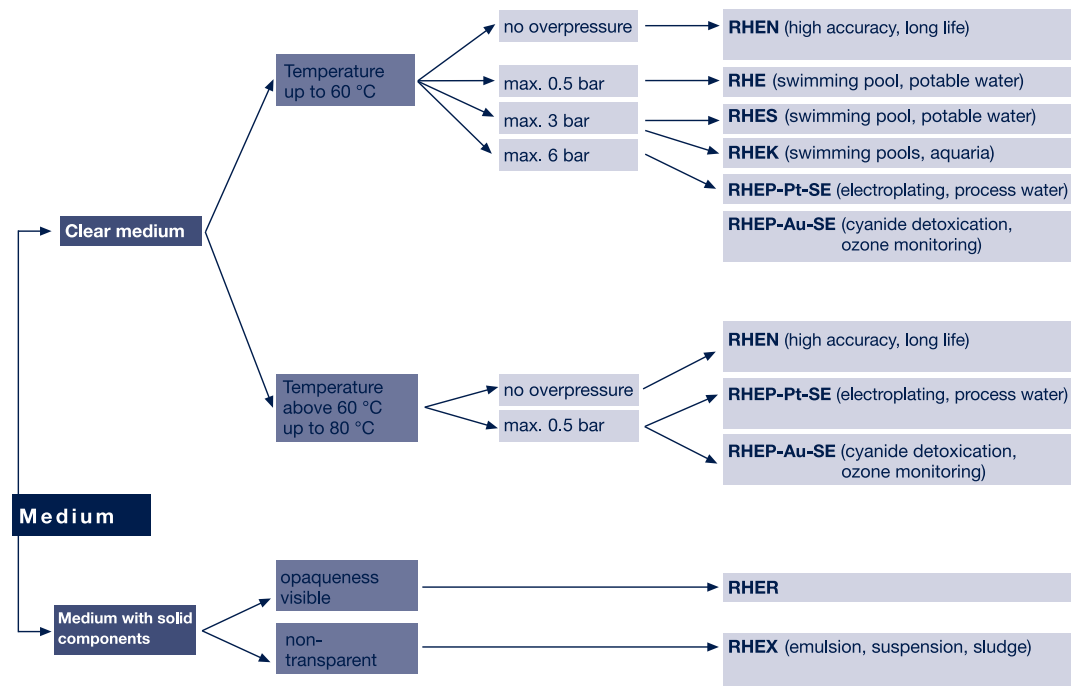 no overpressure
RHEN (high accuracy, long life)
Temperature
up to 60 °C
max. 0.5 bar
RHE (swimming pool, potable water)
max. 3 bar
RHES (swimming pool, potable water)
max. 6 bar
RHEK (swimming pools, aquaria)
RHEP-Pt-SE (electroplating, process water)
RHEP-Au-SE (cyanide detoxication,
ozone monitoring)
Clear medium
Temperature
above 60 °C
up to 80 °C
no overpressure
RHEN (high accuracy, long life)
max. 0.5 bar
RHEP-Pt-SE (electroplating, process water)
RHEP-Au-SE (cyanide detoxication,
ozone monitoring)
Medium
Medium with solid
components
opaqueness
visible
RHER
non-
transparent
RHEX (emulsion, suspension, sludge)